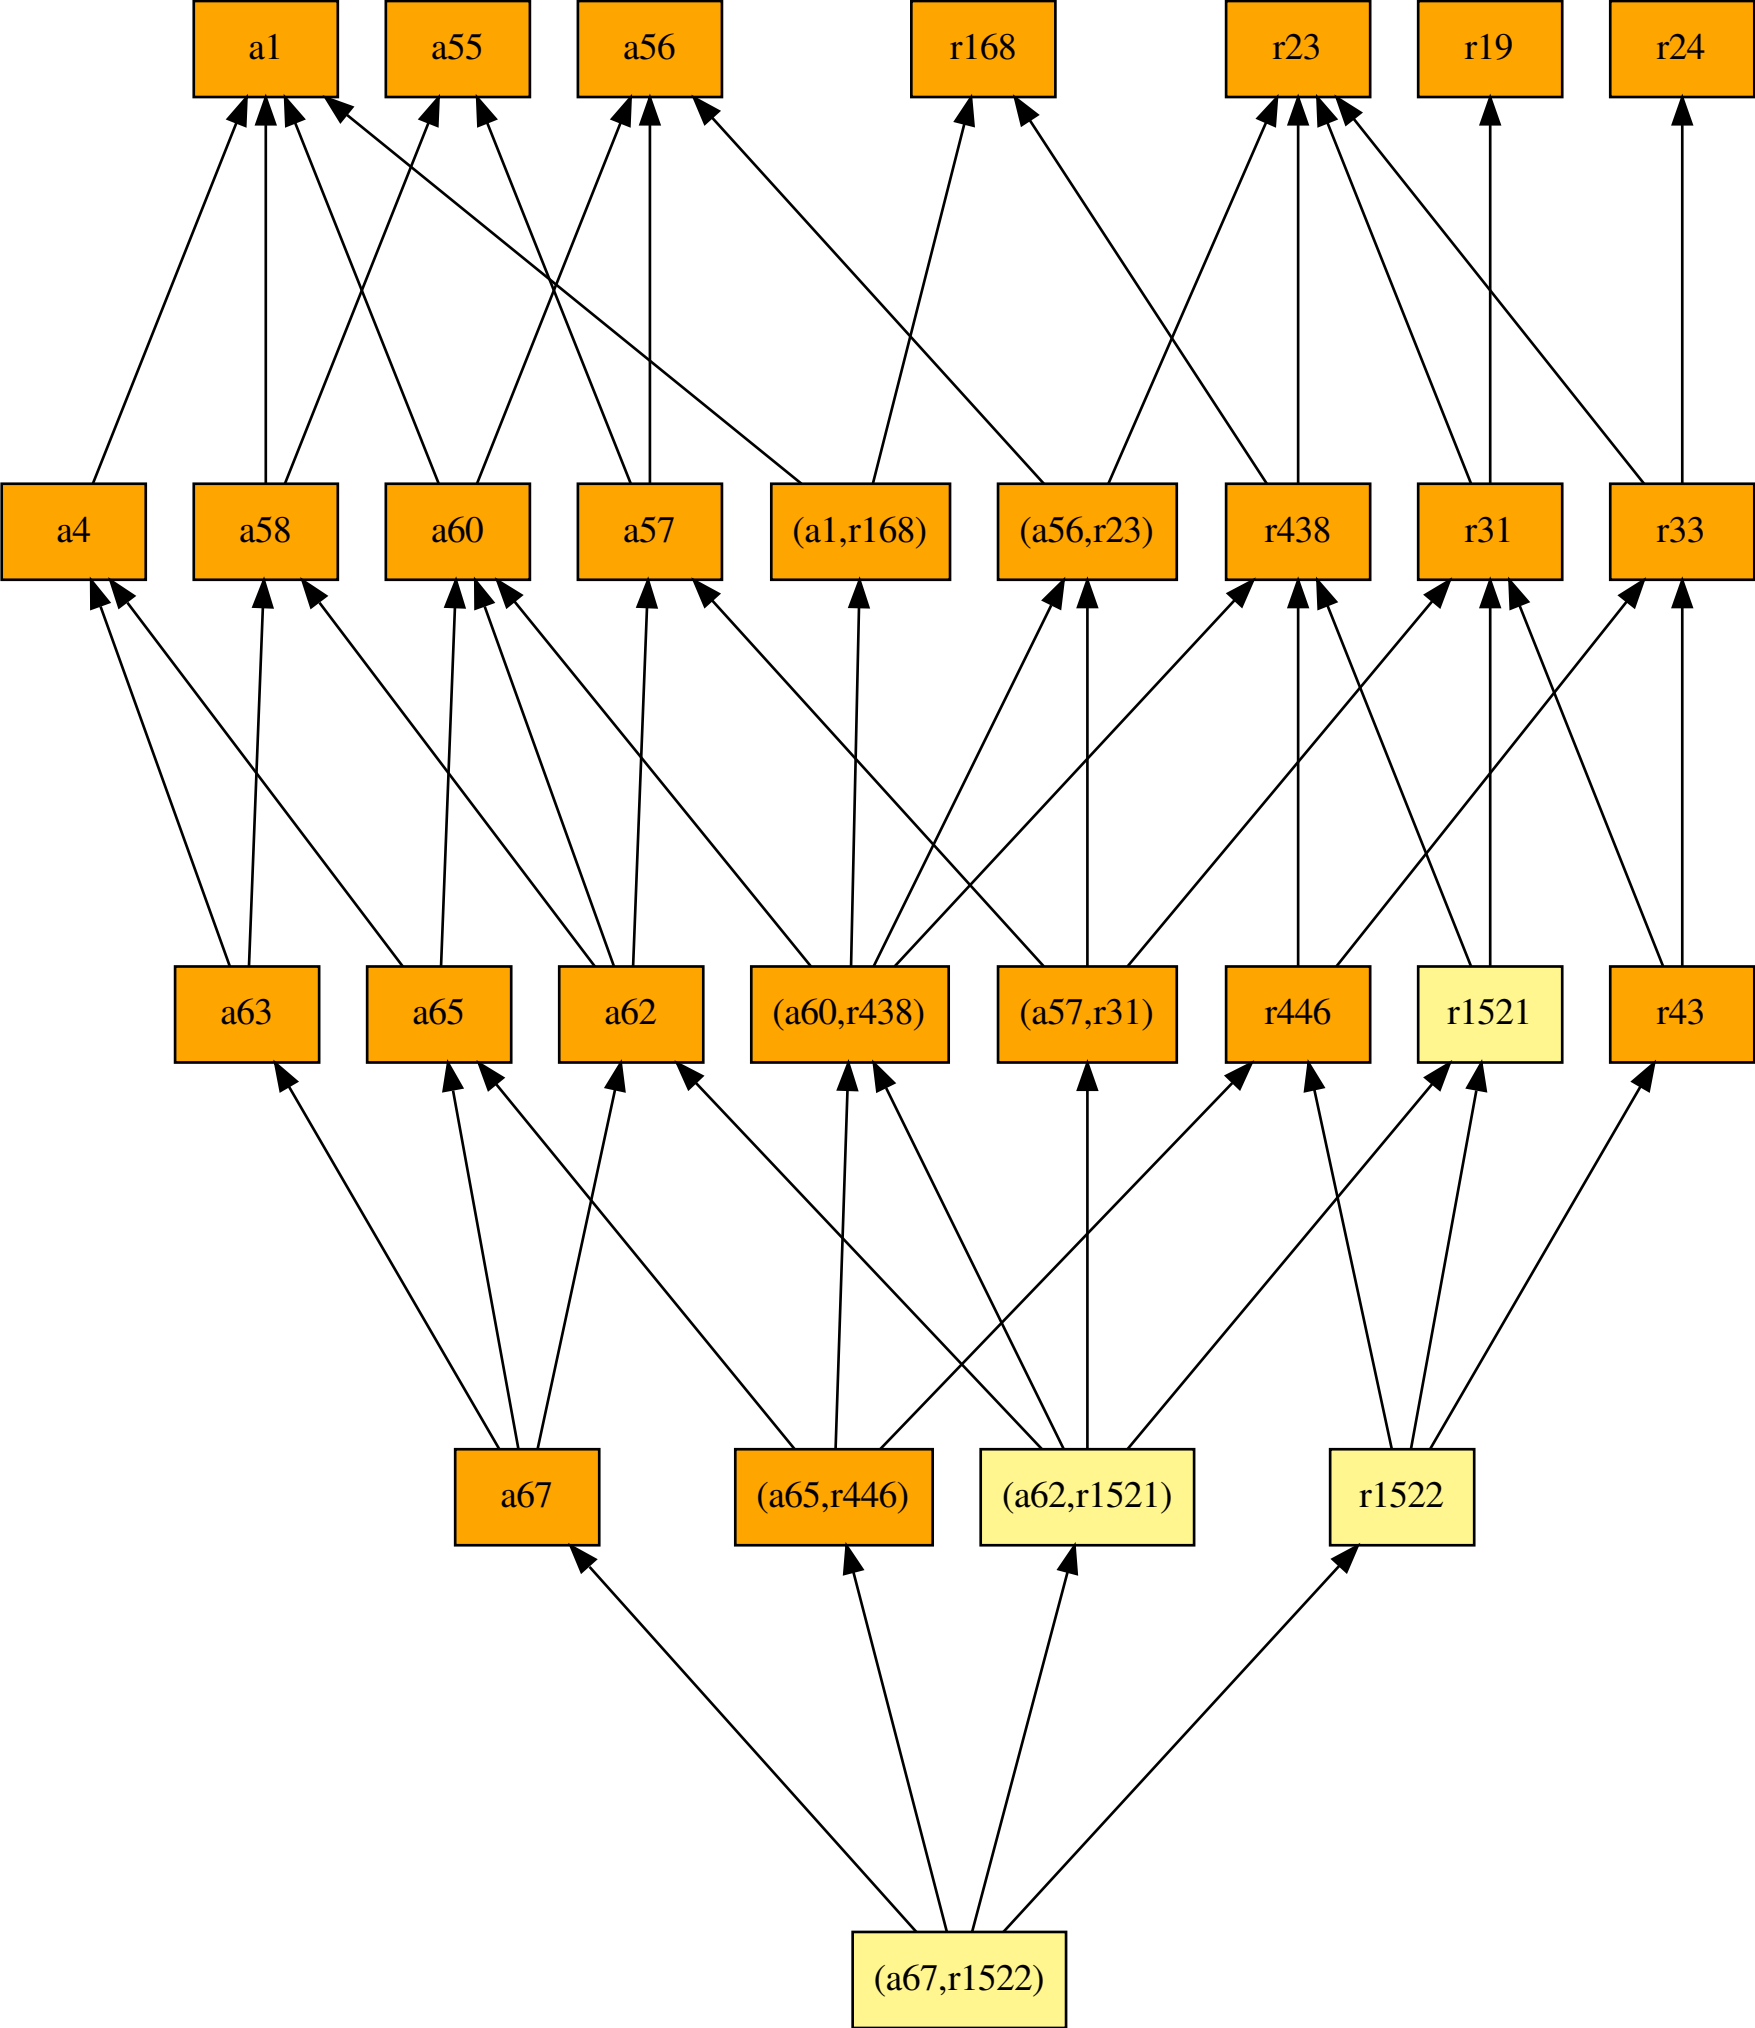 a1
a55
a56
r168
r23
r19
r24
a4
a58
a60
a57
(a1,r168)
(a56,r23)
r438
r31
r33
a63
a65
a62
(a60,r438)
(a57,r31)
r446
r1521
r43
a67
(a65,r446)
(a62,r1521)
r1522
(a67,r1522)